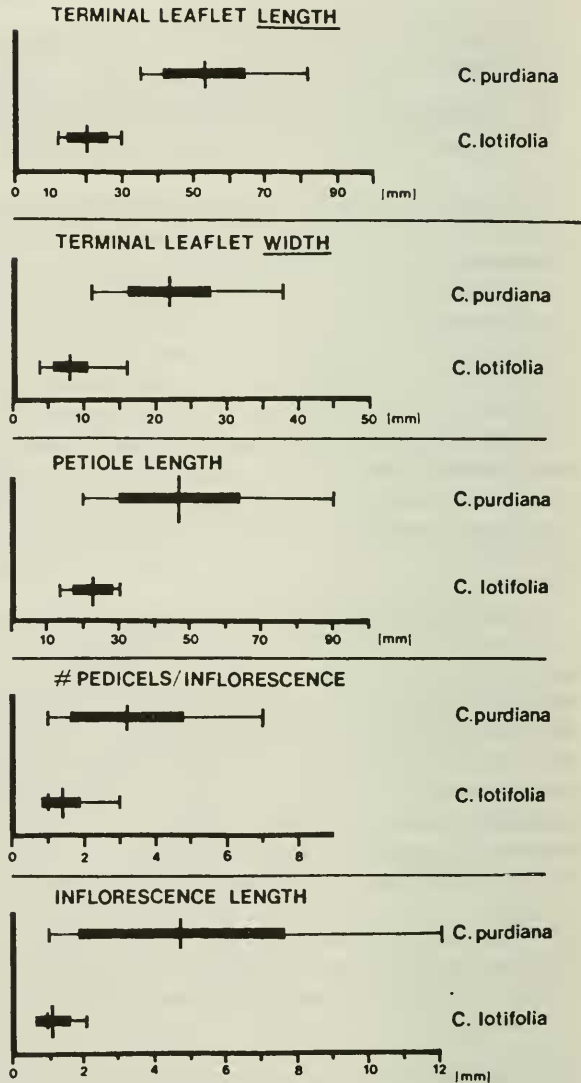 TERMINAL LEAFLET LENGTH
C. purdiana
C. lotifolia
0 10 30 50 70 90 [mm]
TERMINAL LEAFLET WIDTH
C. purdiana
C. lotifolia
0 10 20 30 40 50 [mm]
PETIOLE LENGTH
C. purdiana
C. lotifolia
10 30 50 70 90 [mm]
# PEDICELS/INFLORESCENCE
C. purdiana
C. lotifolia
0 2 4 6 8
INFLORESCENCE LENGTH
C. purdiana
C. lotifolia
0 2 4 6 8 10 12 [mm]